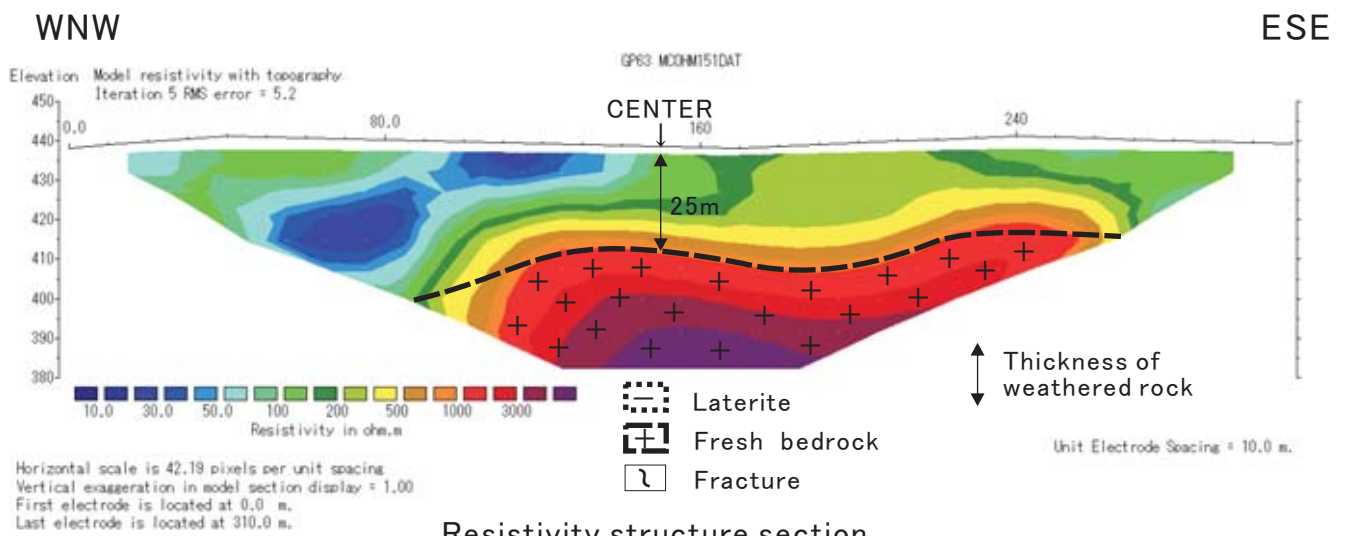 WNW
ESE
GP63 MCOHM151DAT
Elevation
Model resistivity with topography
Iteration 5 RMS error = 5.2
CENTER
450
0.0
80.0
160
240
440
430
420
410
400
390
380
25m
10.0 30.0 50.0 100 200 500 1000 3000
Resistivity in ohm.m
Thickness of
weathered rock
Laterite
Fresh bedrock
Fracture
Unit Electrode Spacing = 10.0 m.
Horizontal scale is 42.19 pixels per unit spacing
Vertical exaggeration in model section display = 1.00
First electrode is located at 0.0 m.
Last electrode is located at 310.0 m.
Resistivity structure section